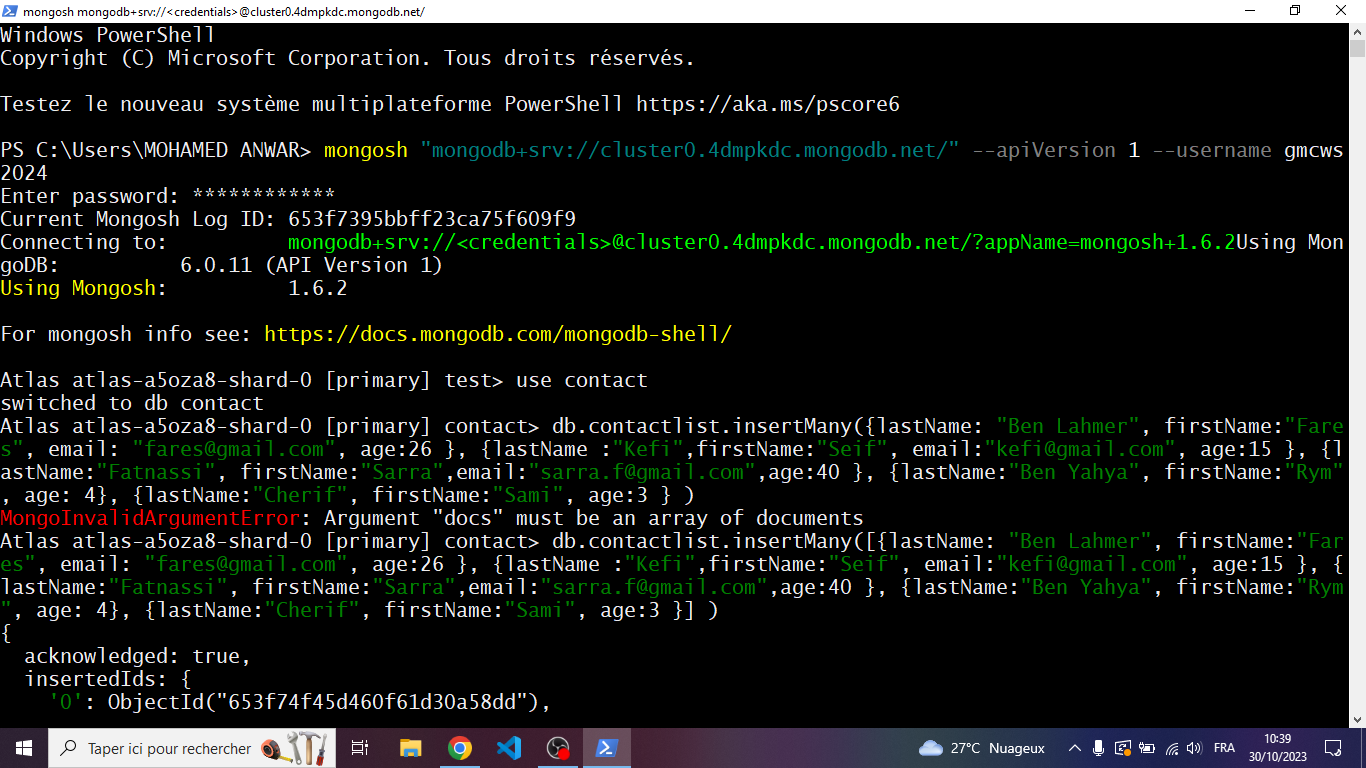 mongosh mongodb+srv://<credentials>@cluster0.4dmpkdc.mongodb.net/
Windows PowerShell
Copyright (C) Microsoft Corporation. Tous droits réservés.
Testez le nouveau système multiplateforme PowerShell https://aka.ms/pscore6
PS C:\Users\MOHAMED ANWAR> mongosh "mongodb+srv://cluster0.4dmpkdc.mongodb.net/" --apiVersion 1 --username gmcws
2024
Enter password: ************
Current Mongosh Log ID: 653f7395bbff23ca75f609f9
Connecting to:          mongodb+srv://<credentials>@cluster0.4dmpkdc.mongodb.net/?appName=mongosh+1.6.2Using Mon
goDB:          6.0.11 (API Version 1)
Using Mongosh:          1.6.2
For mongosh info see: https://docs.mongodb.com/mongodb-shell/
Atlas atlas-a5oza8-shard-0 [primary] test> use contact
switched to db contact
Atlas atlas-a5oza8-shard-0 [primary] contact> db.contactlist.insertMany({lastName: "Ben Lahmer", firstName:"Fare
s", email: "fares@gmail.com", age:26 }, {lastName :"Kefi",firstName:"Seif", email:"kefi@gmail.com", age:15 }, {l
astName:"Fatnassi", firstName:"Sarra",email:"sarra.f@gmail.com",age:40 }, {lastName:"Ben Yahya", firstName:"Rym"
, age: 4}, {lastName:"Cherif", firstName:"Sami", age:3 } )
MongoInvalidArgumentError: Argument "docs" must be an array of documents
Atlas atlas-a5oza8-shard-0 [primary] contact> db.contactlist.insertMany([{lastName: "Ben Lahmer", firstName:"Far
es", email: "fares@gmail.com", age:26 }, {lastName :"Kefi",firstName:"Seif", email:"kefi@gmail.com", age:15 }, {
lastName:"Fatnassi", firstName:"Sarra",email:"sarra.f@gmail.com",age:40 }, {lastName:"Ben Yahya", firstName:"Rym
", age: 4}, {lastName:"Cherif", firstName:"Sami", age:3 }] )
{
  acknowledged: true,
  insertedIds: {
    '0': ObjectId("653f74f45d460f61d30a58dd"),
Taper ici pour rechercher
27°C Nuageux
FRA
10:39
30/10/2023